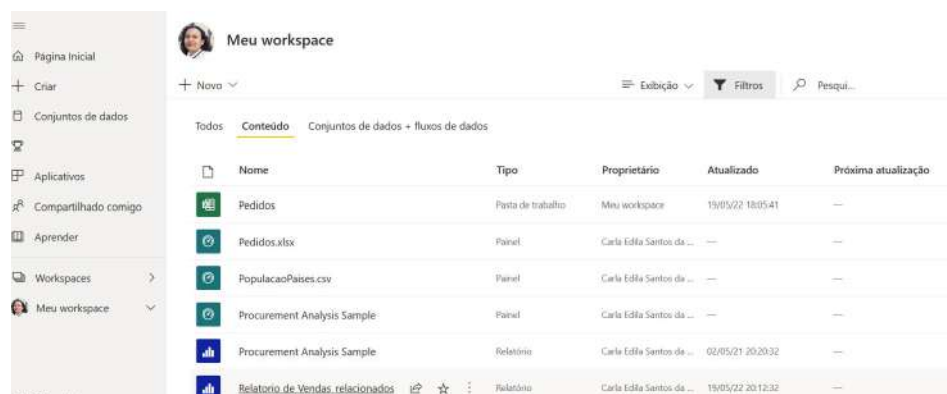 Meu workspace
Página Inicial
Criar
Conjuntos de dados
Aplicativos
Compartilhado comigo
Aprender
Workspaces
Meu workspace
+ Novo
Exibição
Filtros
Pesqui...
Todos Conteúdo Conjuntos de dados + fluxos de dados
Nome Tipo Proprietário Atualizado Próxima atualização
Pedidos Pasta de trabalho Meu workspace 19/05/22 18:05:41 —
Pedidos.xlsx Painel Carla Edila Santos da ... — —
PopulacaoPaises.csv Painel Carla Edila Santos da ... — —
Procurement Analysis Sample Painel Carla Edila Santos da ... — —
Procurement Analysis Sample Relatório Carla Edila Santos da ... 02/05/21 20:20:32 —
Relatorio de Vendas relacionados Relatório Carla Edila Santos da ... 19/05/22 20:12:32 —